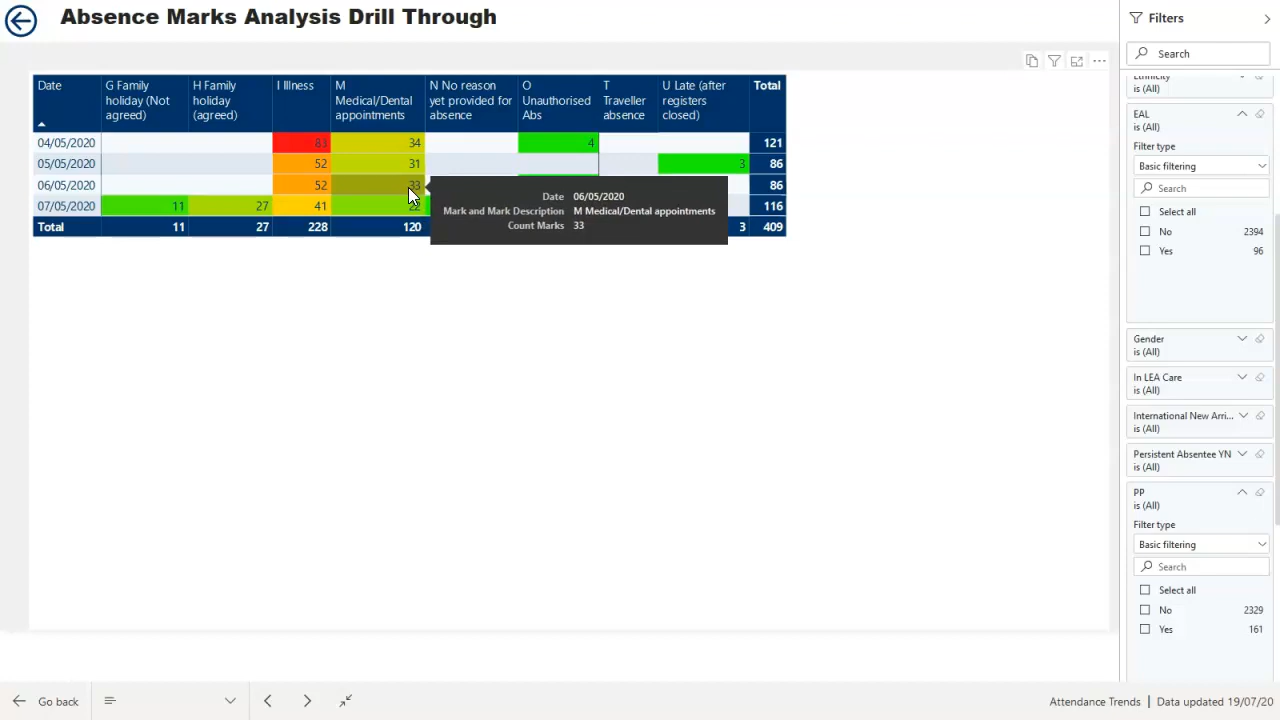 Absence Marks Analysis Drill Through
Filters
Search
Date
G Family holiday (Not agreed)
H Family holiday (agreed)
I Illness
M Medical/Dental appointments
N No reason yet provided for absence
O Unauthorised Abs
T Traveller absence
U Late (after registers closed)
Total
04/05/2020 83 34 4 121
05/05/2020 52 31 3 86
06/05/2020 52 33 86
07/05/2020 11 27 41 22 116
Total 11 27 228 120 3 409
Date 06/05/2020
Mark and Mark Description M Medical/Dental appointments
Count Marks 33
Ethnicity
is (All)
EAL
is (All)
Filter type
Basic filtering
Search
Select all
No 2394
Yes 96
Gender
is (All)
In LEA Care
is (All)
International New Arri...
is (All)
Persistent Absentee YN
is (All)
PP
is (All)
Filter type
Basic filtering
Search
Select all
No 2329
Yes 161
Go back
Attendance Trends | Data updated 19/07/20